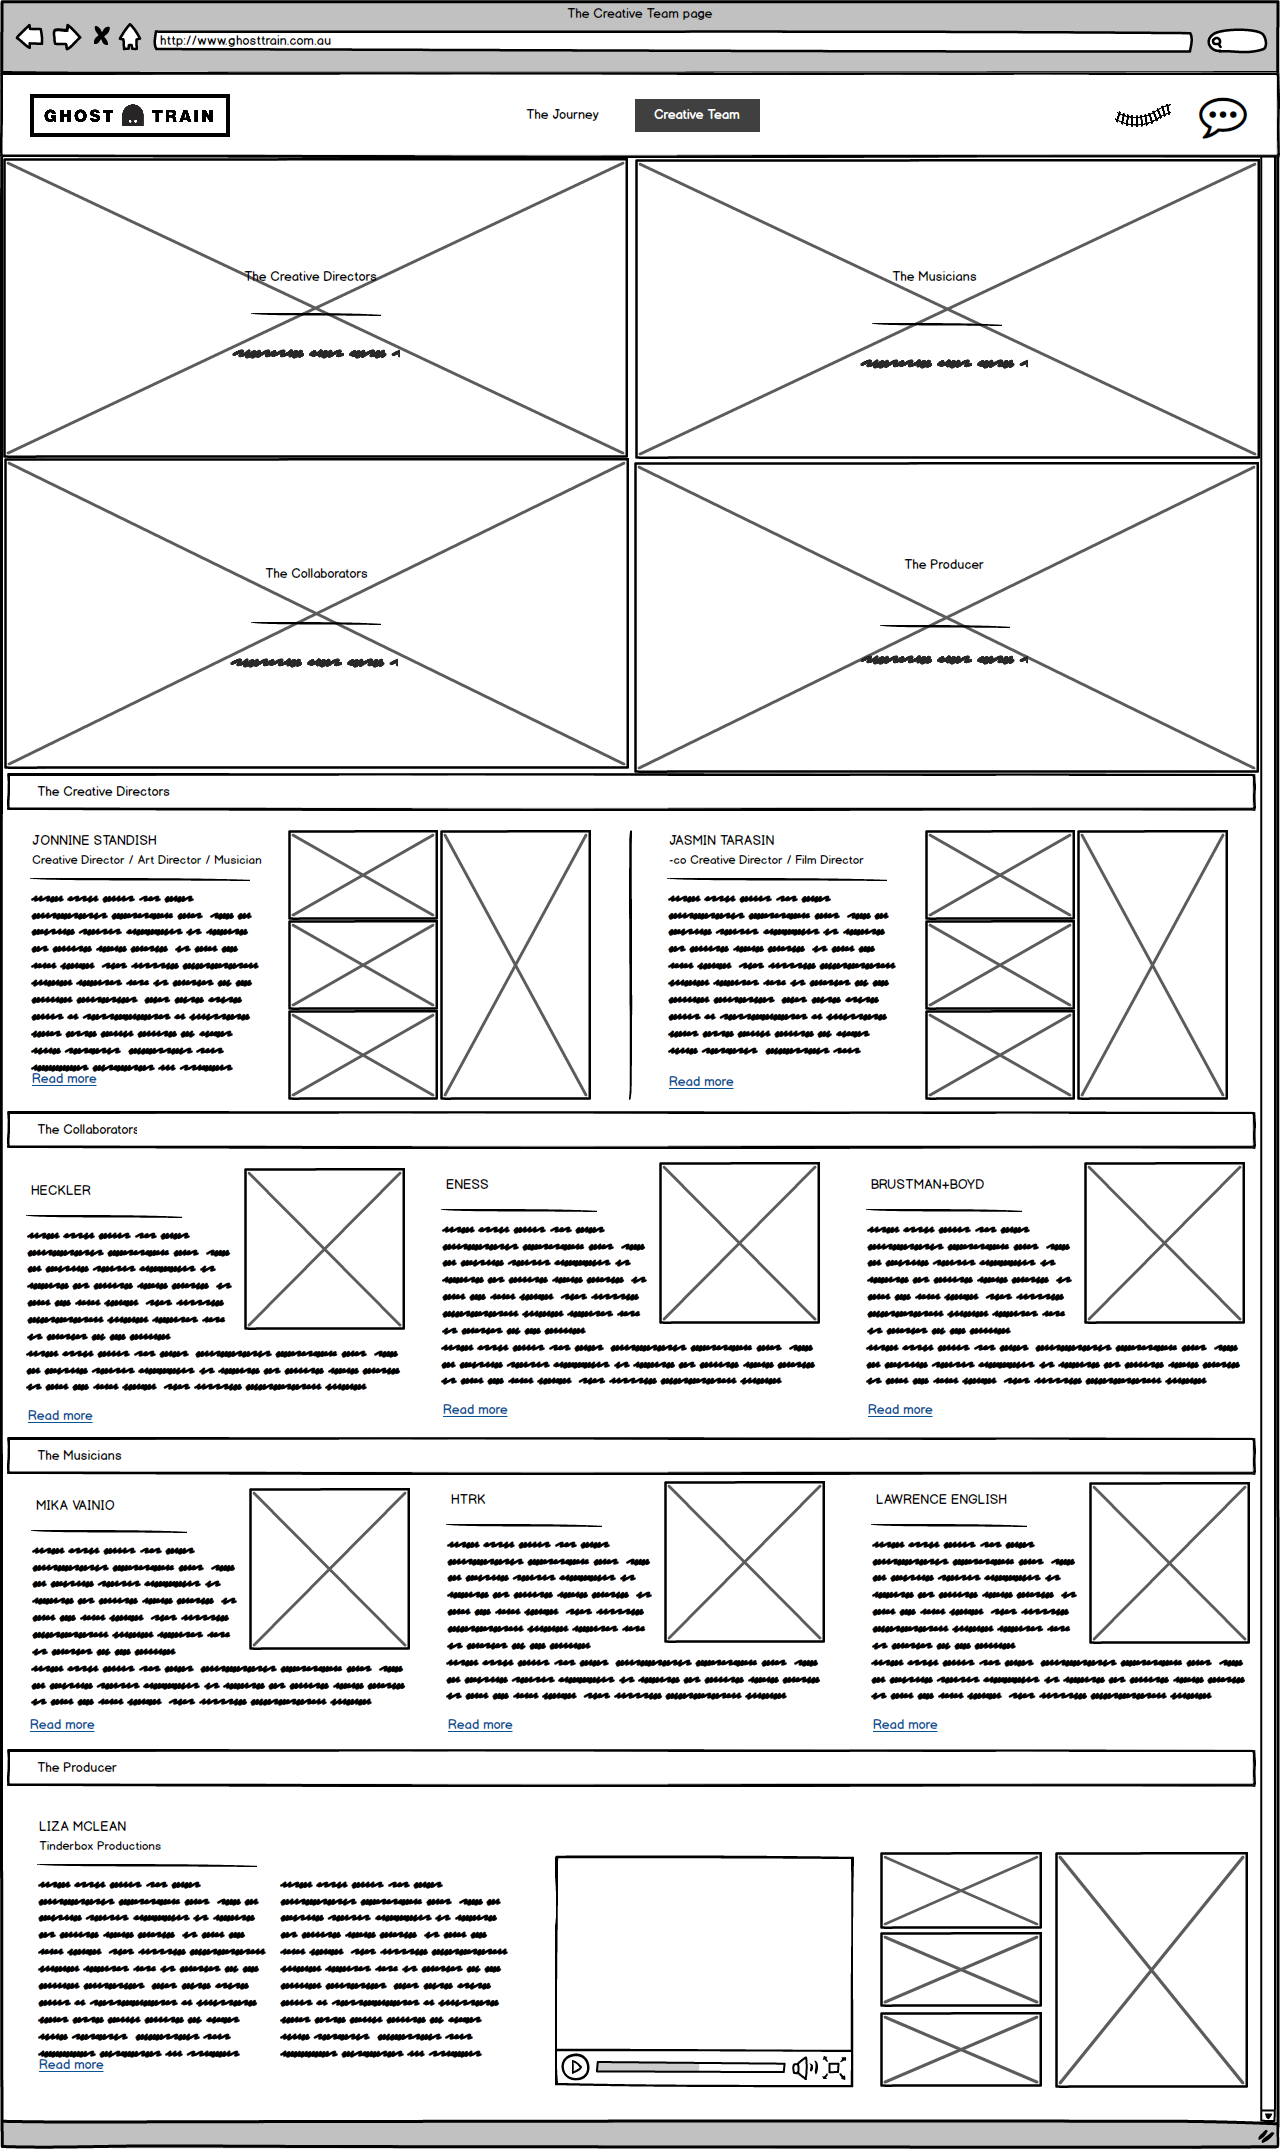 The Creative Team page
http://www.ghosttrain.com.au
GHOST TRAIN
The Journey
Creative Team
The Creative Directors
The Musicians
The Collaborators
The Producer
The Creative Directors
JONNINE STANDISH
Creative Director / Art Director / Musician
Read more
JASMIN TARASIN
-co Creative Director / Film Director
Read more
The Collaborators
HECKLER
Read more
ENESS
Read more
BRUSTMAN+BOYD
Read more
The Musicians
MIKA VAINIO
Read more
HTRK
Read more
LAWRENCE ENGLISH
Read more
The Producer
LIZA MCLEAN
Tinderbox Productions
Read more